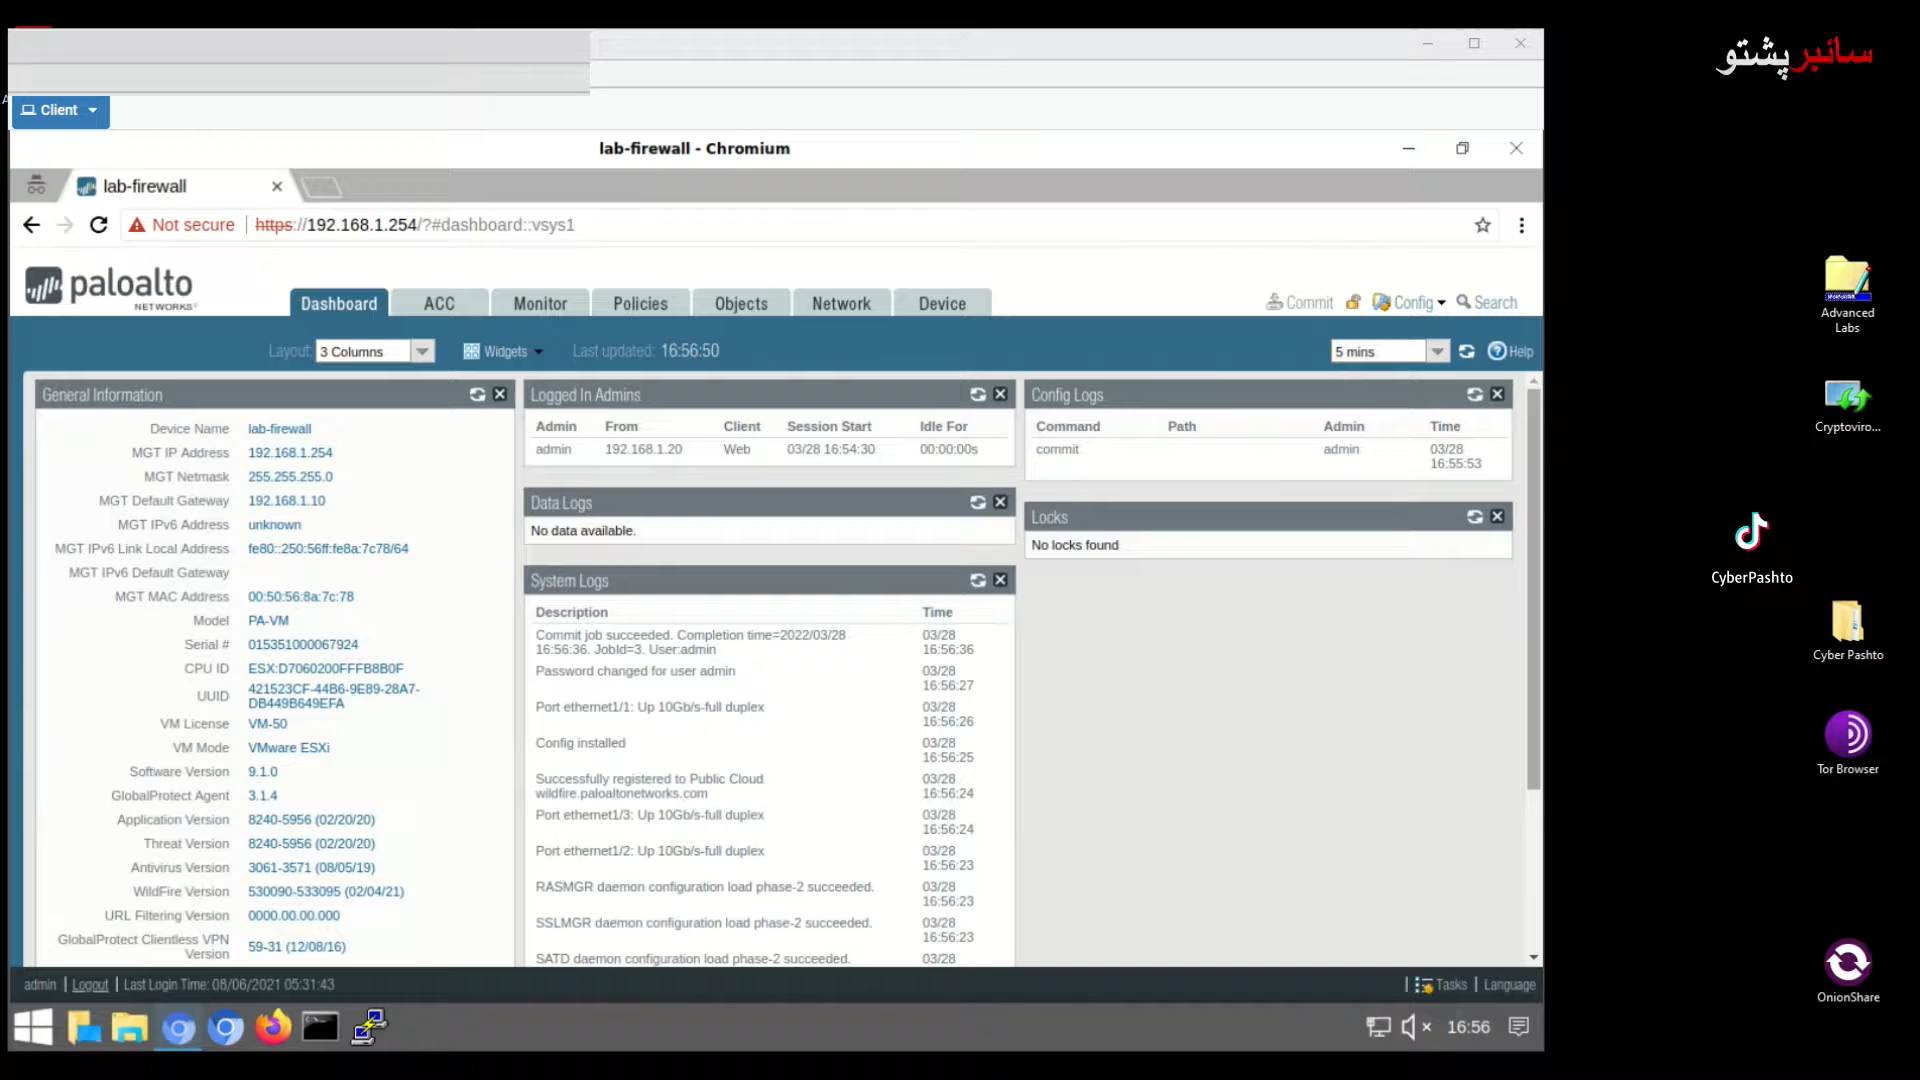 سائبر پشتو
Client
lab-firewall - Chromium
lab-firewall
Not secure | https://192.168.1.254/?#dashboard::vsys1
paloalto
NETWORKS
Dashboard ACC Monitor Policies Objects Network Device
Commit Config Search
Layout: 3 Columns Widgets Last updated: 16:56:50 5 mins Help
General Information
Device Name lab-firewall
MGT IP Address 192.168.1.254
MGT Netmask 255.255.255.0
MGT Default Gateway 192.168.1.10
MGT IPv6 Address unknown
MGT IPv6 Link Local Address fe80::250:56ff:fe8a:7c78/64
MGT IPv6 Default Gateway
MGT MAC Address 00:50:56:8a:7c:78
Model PA-VM
Serial # 015351000067924
CPU ID ESX:D7060200FFFB8B0F
UUID 421523CF-44B6-9E89-28A7-
DB449B649EFA
VM License VM-50
VM Mode VMware ESXi
Software Version 9.1.0
GlobalProtect Agent 3.1.4
Application Version 8240-5956 (02/20/20)
Threat Version 8240-5956 (02/20/20)
Antivirus Version 3061-3571 (08/05/19)
WildFire Version 530090-533095 (02/04/21)
URL Filtering Version 0000.00.00.000
GlobalProtect Clientless VPN
Version 59-31 (12/08/16)
Logged In Admins
Admin From Client Session Start Idle For
admin 192.168.1.20 Web 03/28 16:54:30 00:00:00s
Data Logs
No data available.
System Logs
Description Time
Commit job succeeded. Completion time=2022/03/28 03/28
16:56:36. JobId=3. User:admin 16:56:36
Password changed for user admin 03/28
16:56:27
Port ethernet1/1: Up 10Gb/s-full duplex 03/28
16:56:26
Config installed 03/28
16:56:25
Successfully registered to Public Cloud 03/28
wildfire.paloaltonetworks.com 16:56:24
Port ethernet1/3: Up 10Gb/s-full duplex 03/28
16:56:24
Port ethernet1/2: Up 10Gb/s-full duplex 03/28
16:56:23
RASMGR daemon configuration load phase-2 succeeded. 03/28
16:56:23
SSLMGR daemon configuration load phase-2 succeeded. 03/28
16:56:23
SATD daemon configuration load phase-2 succeeded. 03/28
Config Logs
Command Path Admin Time
commit admin 03/28
16:55:53
Locks
No locks found
admin | Logout | Last Login Time: 08/06/2021 05:31:43
Tasks | Language
16:56
Advanced
Labs
Cryptoviro...
CyberPashto
Cyber Pashto
Tor Browser
OnionShare